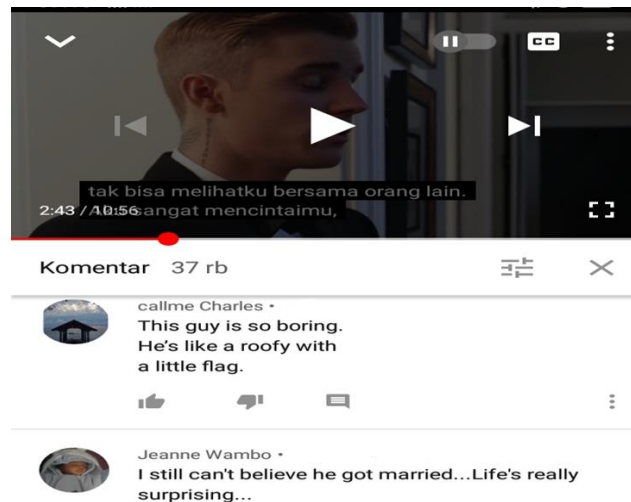 CC
tak bisa melihatku bersama orang lain.
2:43 / 10:56
sangat mencintaimu,
Komentar 37 rb
callme Charles •
This guy is so boring.
He's like a roofy with
a little flag.
Jeanne Wambo •
I still can't believe he got married...Life's really
surprising...